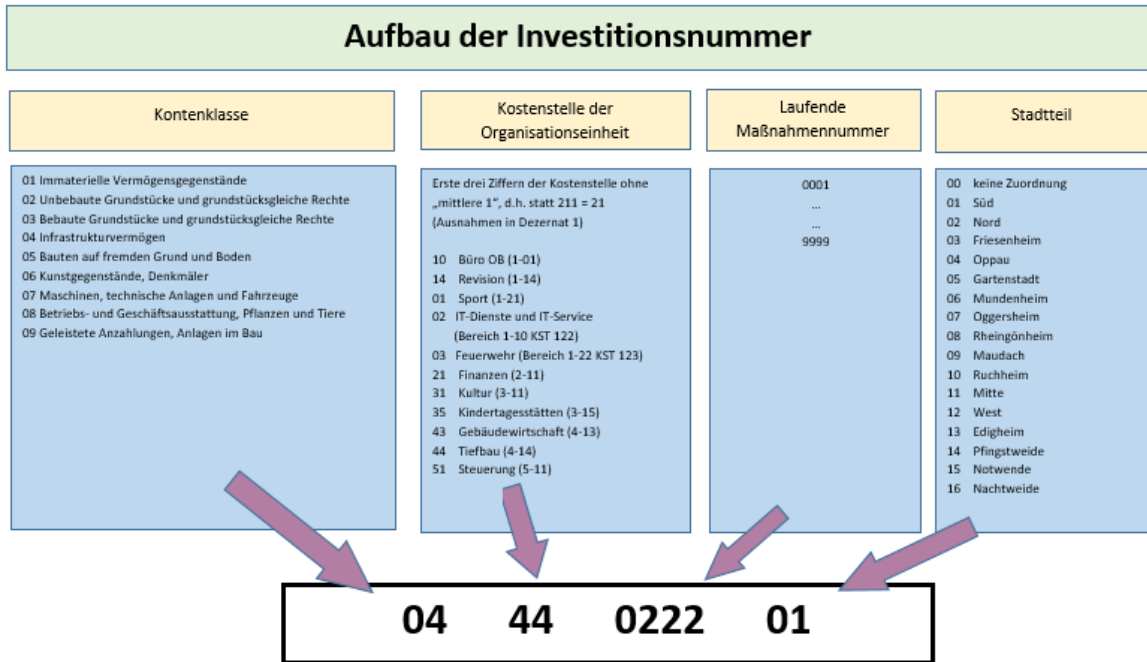 Aufbau der Investitionsnummer
Kontenklasse
01 Immaterielle Vermögensgegenstände
02 Unbebaute Grundstücke und grundstücksgleiche Rechte
03 Bebaute Grundstücke und grundstücksgleiche Rechte
04 Infrastrukturvermögen
05 Bauten auf fremden Grund und Boden
06 Kunstgegenstände, Denkmäler
07 Maschinen, technische Anlagen und Fahrzeuge
08 Betriebs- und Geschäftsausstattung, Pflanzen und Tiere
09 Geleistete Anzahlungen, Anlagen im Bau
Kostenstelle der
Organisationseinheit
Erste drei Ziffern der Kostenstelle ohne
„mittlere 1", d.h. statt 211 = 21
(Ausnahmen in Dezernat 1)
10 Büro OB (1-01)
14 Revision (1-14)
01 Sport (1-21)
02 IT-Dienste und IT-Service
(Bereich 1-10 KST 122)
03 Feuerwehr (Bereich 1-22 KST 123)
21 Finanzen (2-11)
31 Kultur (3-11)
35 Kindertagesstätten (3-15)
43 Gebäudewirtschaft (4-13)
44 Tiefbau (4-14)
51 Steuerung (5-11)
Laufende
Maßnahmennummer
0001
...
...
9999
Stadtteil
00 keine Zuordnung
01 Süd
02 Nord
03 Friesenheim
04 Oppau
05 Gartenstadt
06 Mundenheim
07 Oggersheim
08 Rheingönheim
09 Maudach
10 Ruchheim
11 Mitte
12 West
13 Edigheim
14 Pfingstweide
15 Notwende
16 Nachtweide
04 44 0222 01